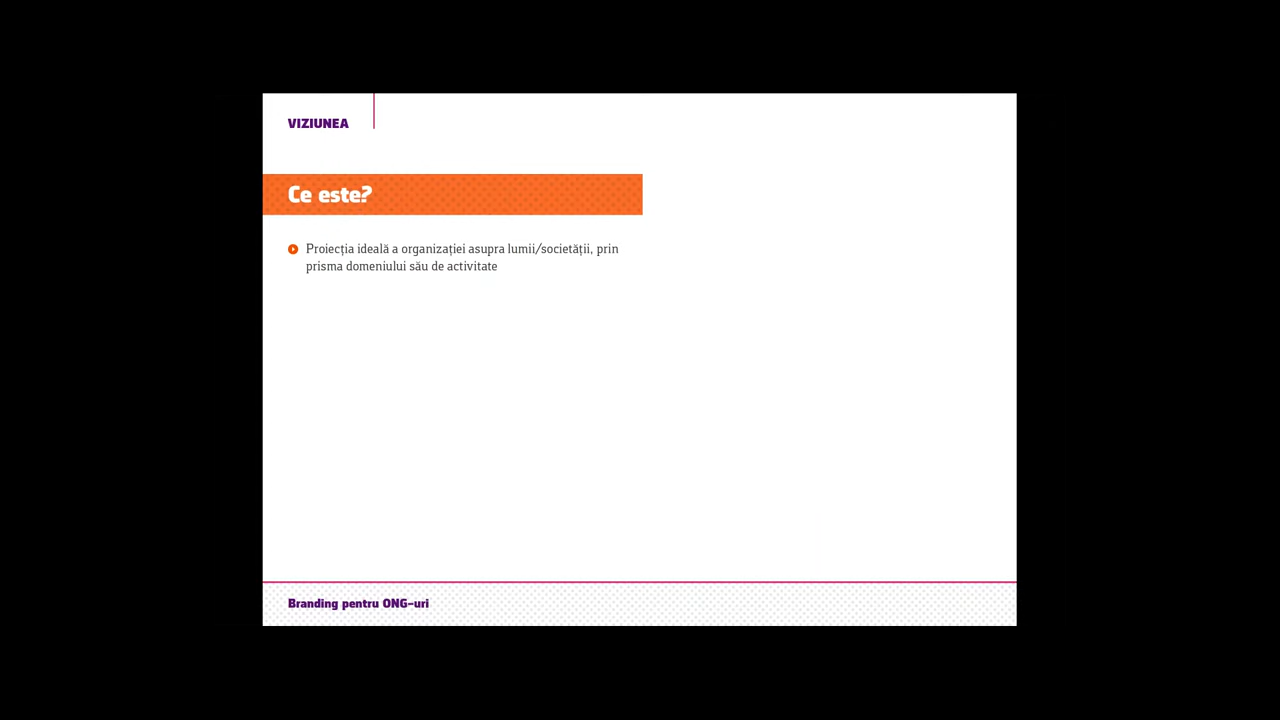 VIZIUNEA
Ce este?
Proiecția ideală a organizației asupra lumii/societății, prin
prisma domeniului său de activitate
Branding pentru ONG-uri